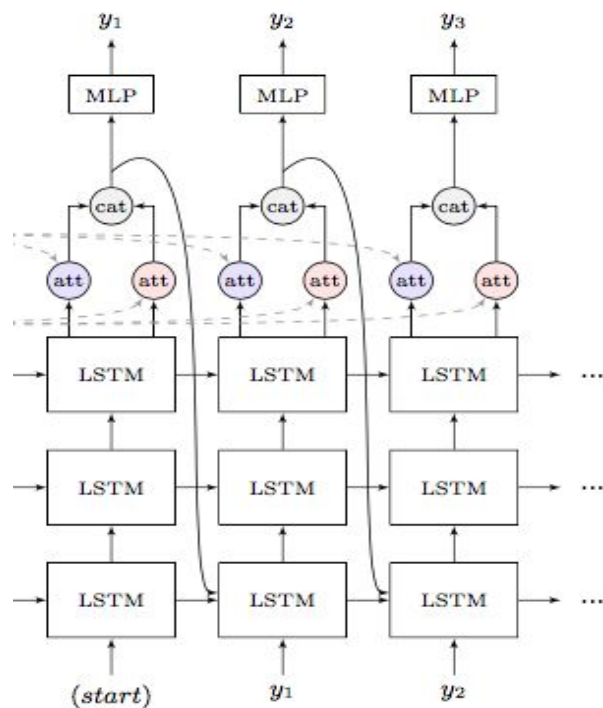 y₁ y₂ y₃
MLP MLP MLP
cat cat cat
att att att att att att
LSTM LSTM LSTM ...
LSTM LSTM LSTM ...
LSTM LSTM LSTM ...
(start) y₁ y₂